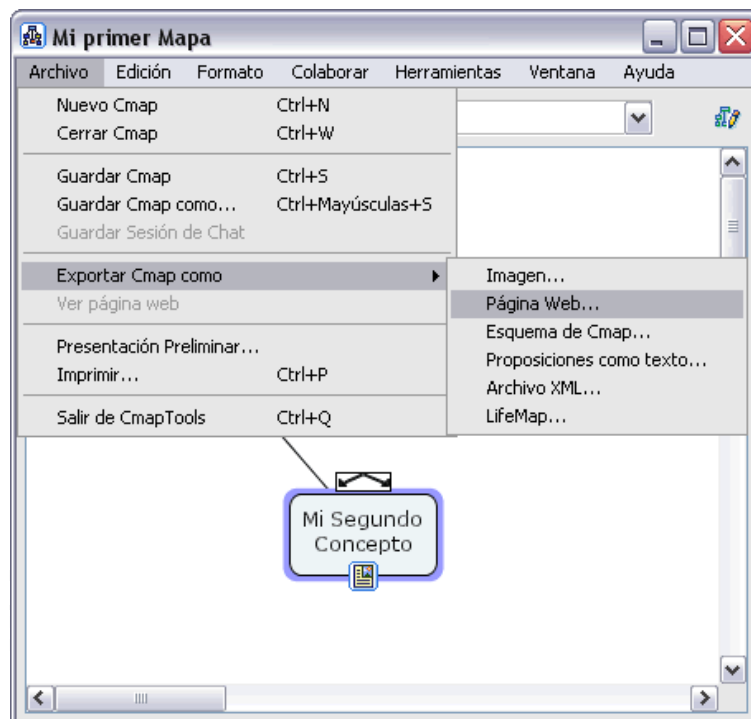 Mi primer Mapa
Archivo Edición Formato Colaborar Herramientas Ventana Ayuda
Nuevo Cmap Ctrl+N
Cerrar Cmap Ctrl+W
Guardar Cmap Ctrl+S
Guardar Cmap como... Ctrl+Mayúsculas+S
Guardar Sesión de Chat
Exportar Cmap como
Ver página web
Presentación Preliminar...
Imprimir... Ctrl+P
Salir de CmapTools Ctrl+Q
Imagen...
Página Web...
Esquema de Cmap...
Proposiciones como texto...
Archivo XML...
LifeMap...
Mi Segundo
Concepto